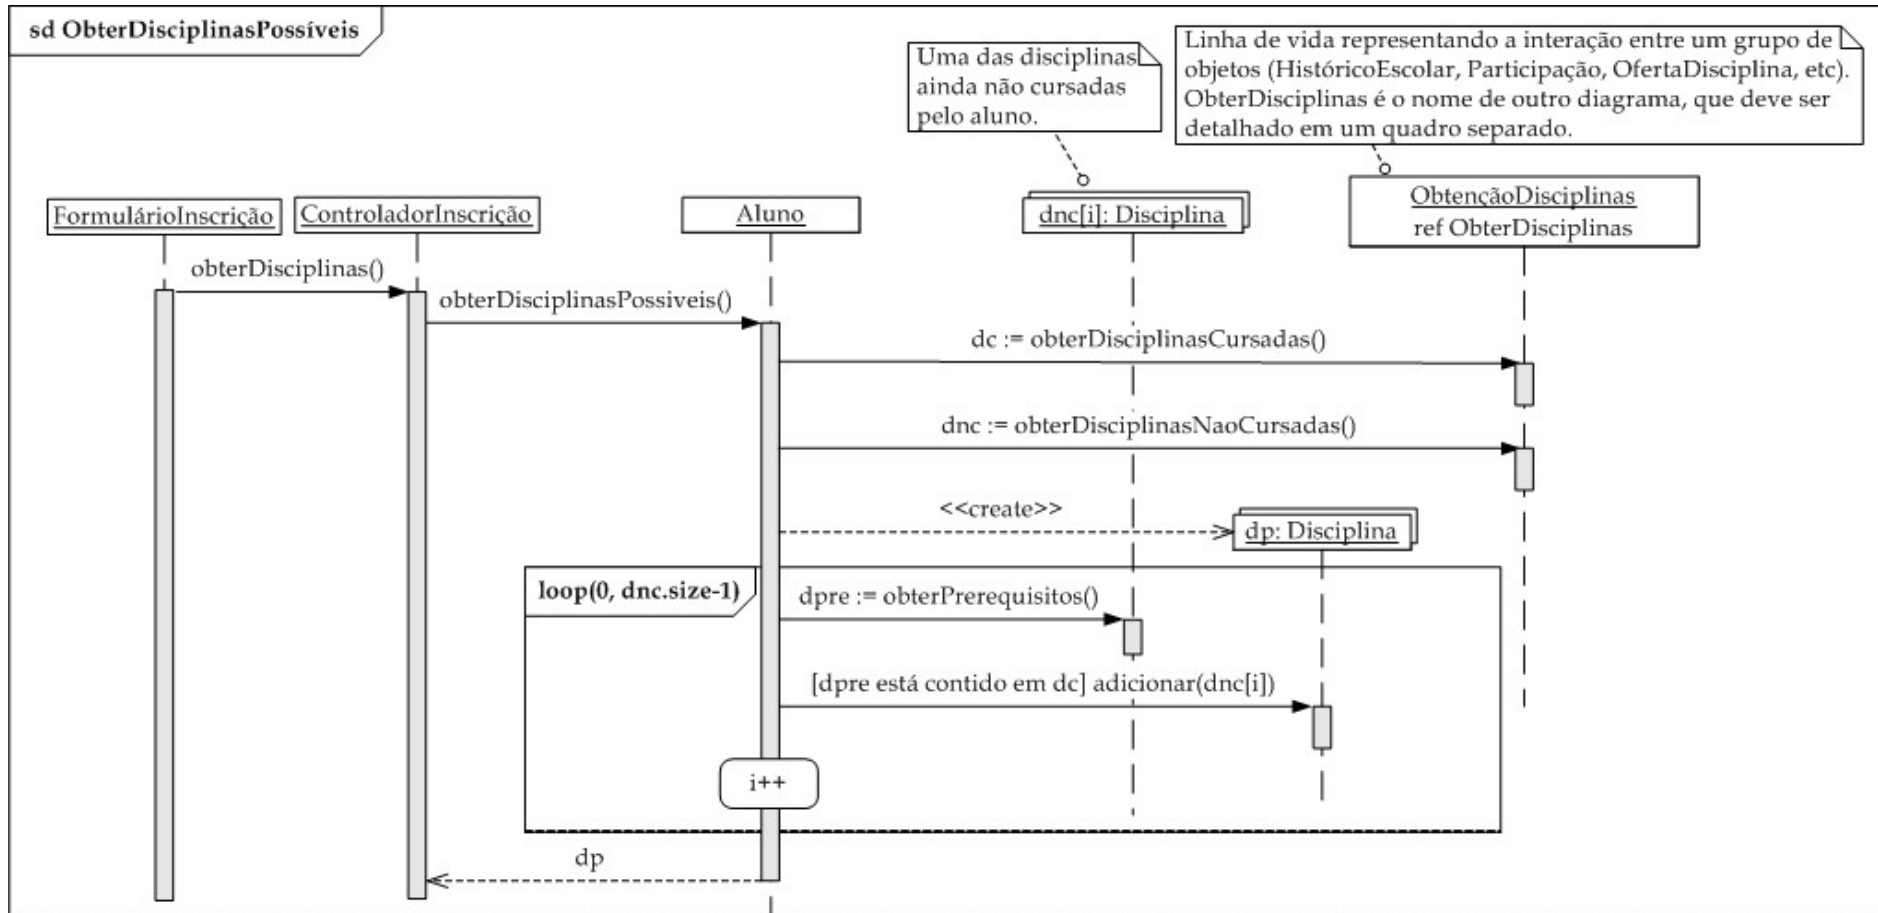 sd ObterDisciplinasPossíveis
Uma das disciplinas
ainda não cursadas
pelo aluno.
Linha de vida representando a interação entre um grupo de
objetos (HistóricoEscolar, Participação, OfertaDisciplina, etc).
ObterDisciplinas é o nome de outro diagrama, que deve ser
detalhado em um quadro separado.
FormulárioInscrição
ControladorInscrição
Aluno
dnc[i]: Disciplina
ObtençãoDisciplinas
ref ObterDisciplinas
obterDisciplinas()
obterDisciplinasPossiveis()
dc := obterDisciplinasCursadas()
dnc := obterDisciplinasNaoCursadas()
<<create>>
dp: Disciplina
loop(0, dnc.size-1)
dpre := obterPrerequisitos()
[dpre está contido em dc] adicionar(dnc[i])
i++
dp